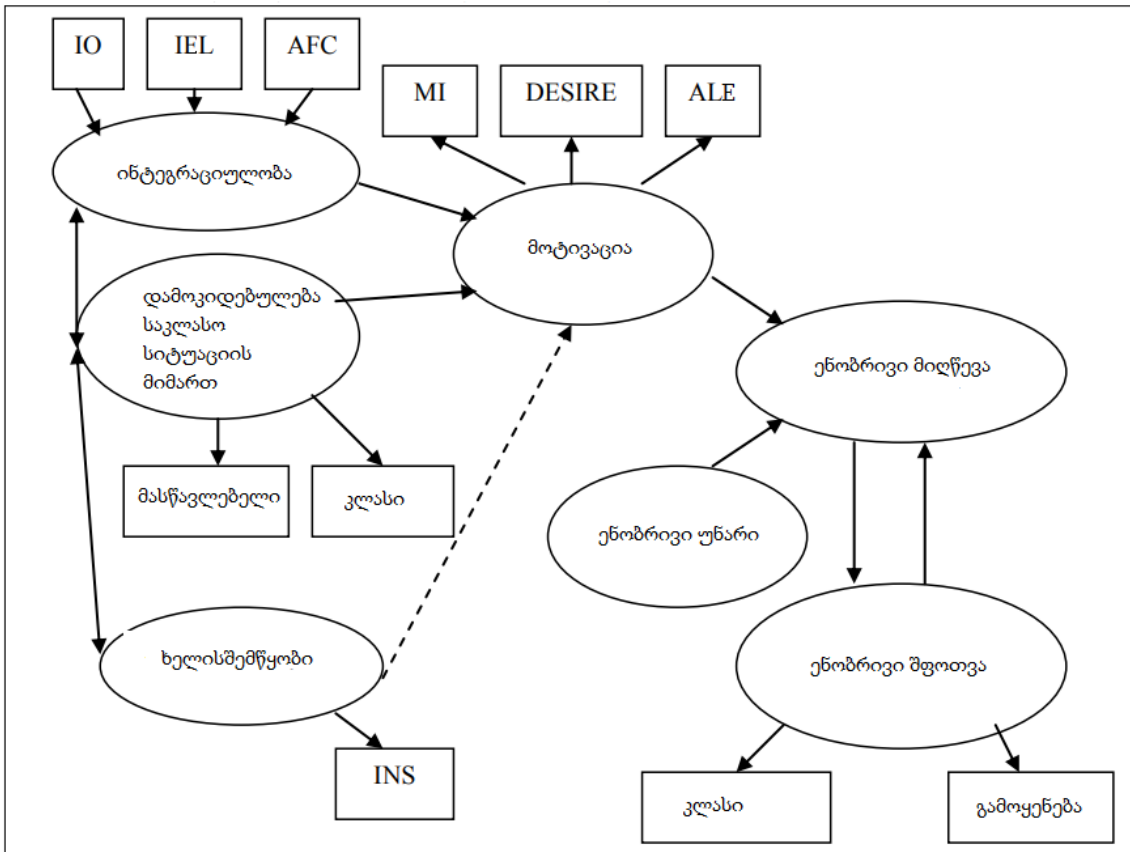 IO
IEL
AFC
MI
DESIRE
ALE
ინტეგრაციულობა
მოტივაცია
დამოკიდებულება
საკლასო
სიტუაციის
მიმართ
ენობრივი მიღწევა
მასწავლებელი
კლასი
ენობრივი უნარი
ხელისშემწყობი
ენობრივი შფოთვა
INS
კლასი
გამოყენება